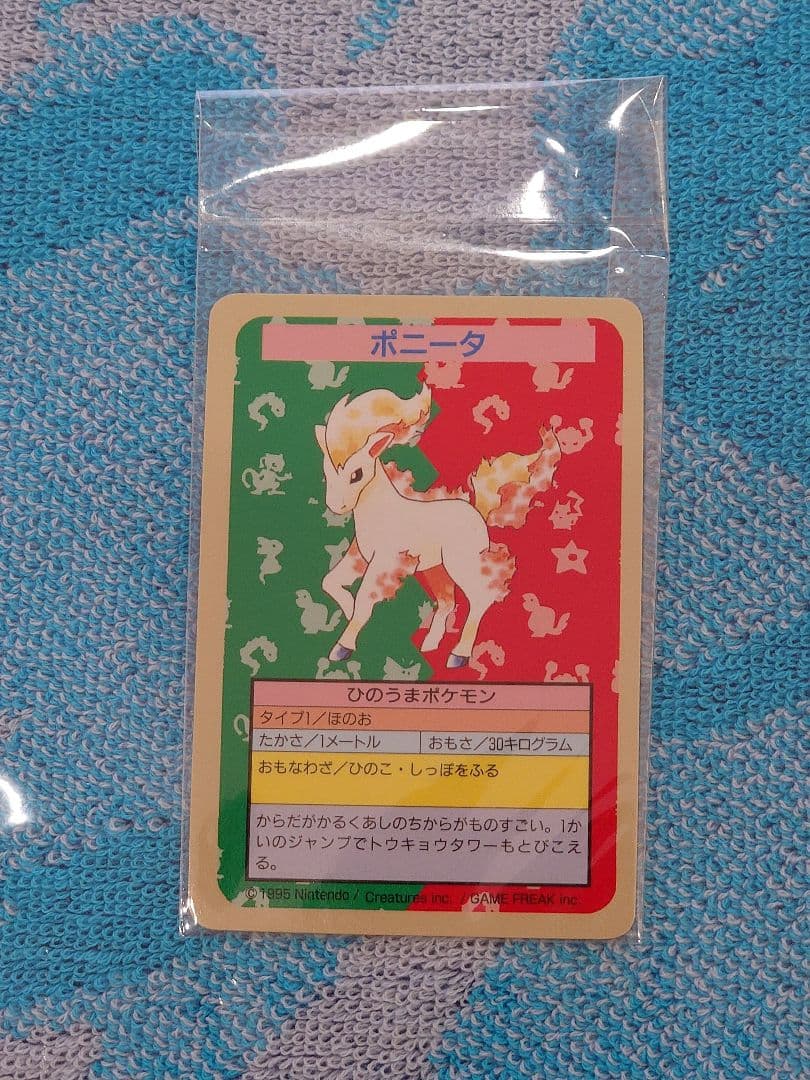 ポニータ
ひのうまポケモン
タイプ1/ほのお
たかさ/1メートル
おもさ/30キログラム
おもなわざ/ひのこ・しっぽをふる
からだがかるくあしのちからがものすごい。1か
いのジャンプでトウキョウタワーもとびこえ
る。
©1995 Nintendo / Creatures inc. / GAME FREAK inc.